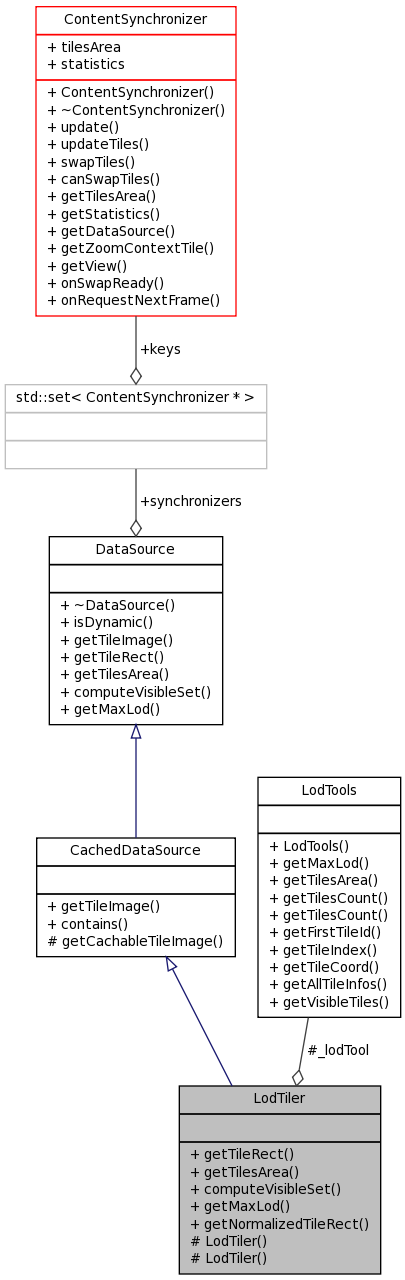 ContentSynchronizer
+ tilesArea
+ statistics
+ ContentSynchronizer()
+ ~ContentSynchronizer()
+ update()
+ updateTiles()
+ swapTiles()
+ canSwapTiles()
+ getTilesArea()
+ getStatistics()
+ getDataSource()
+ getZoomContextTile()
+ getView()
+ onSwapReady()
+ onRequestNextFrame()
+keys
std::set< ContentSynchronizer * >
+synchronizers
DataSource
+ ~DataSource()
+ isDynamic()
+ getTileImage()
+ getTileRect()
+ getTilesArea()
+ computeVisibleSet()
+ getMaxLod()
CachedDataSource
+ getTileImage()
+ contains()
# getCachableTileImage()
LodTools
+ LodTools()
+ getMaxLod()
+ getTilesArea()
+ getTilesCount()
+ getTilesCount()
+ getFirstTileId()
+ getTileIndex()
+ getTileCoord()
+ getAllTileInfos()
+ getVisibleTiles()
#_lodTool
LodTiler
+ getTileRect()
+ getTilesArea()
+ computeVisibleSet()
+ getMaxLod()
+ getNormalizedTileRect()
# LodTiler()
# LodTiler()